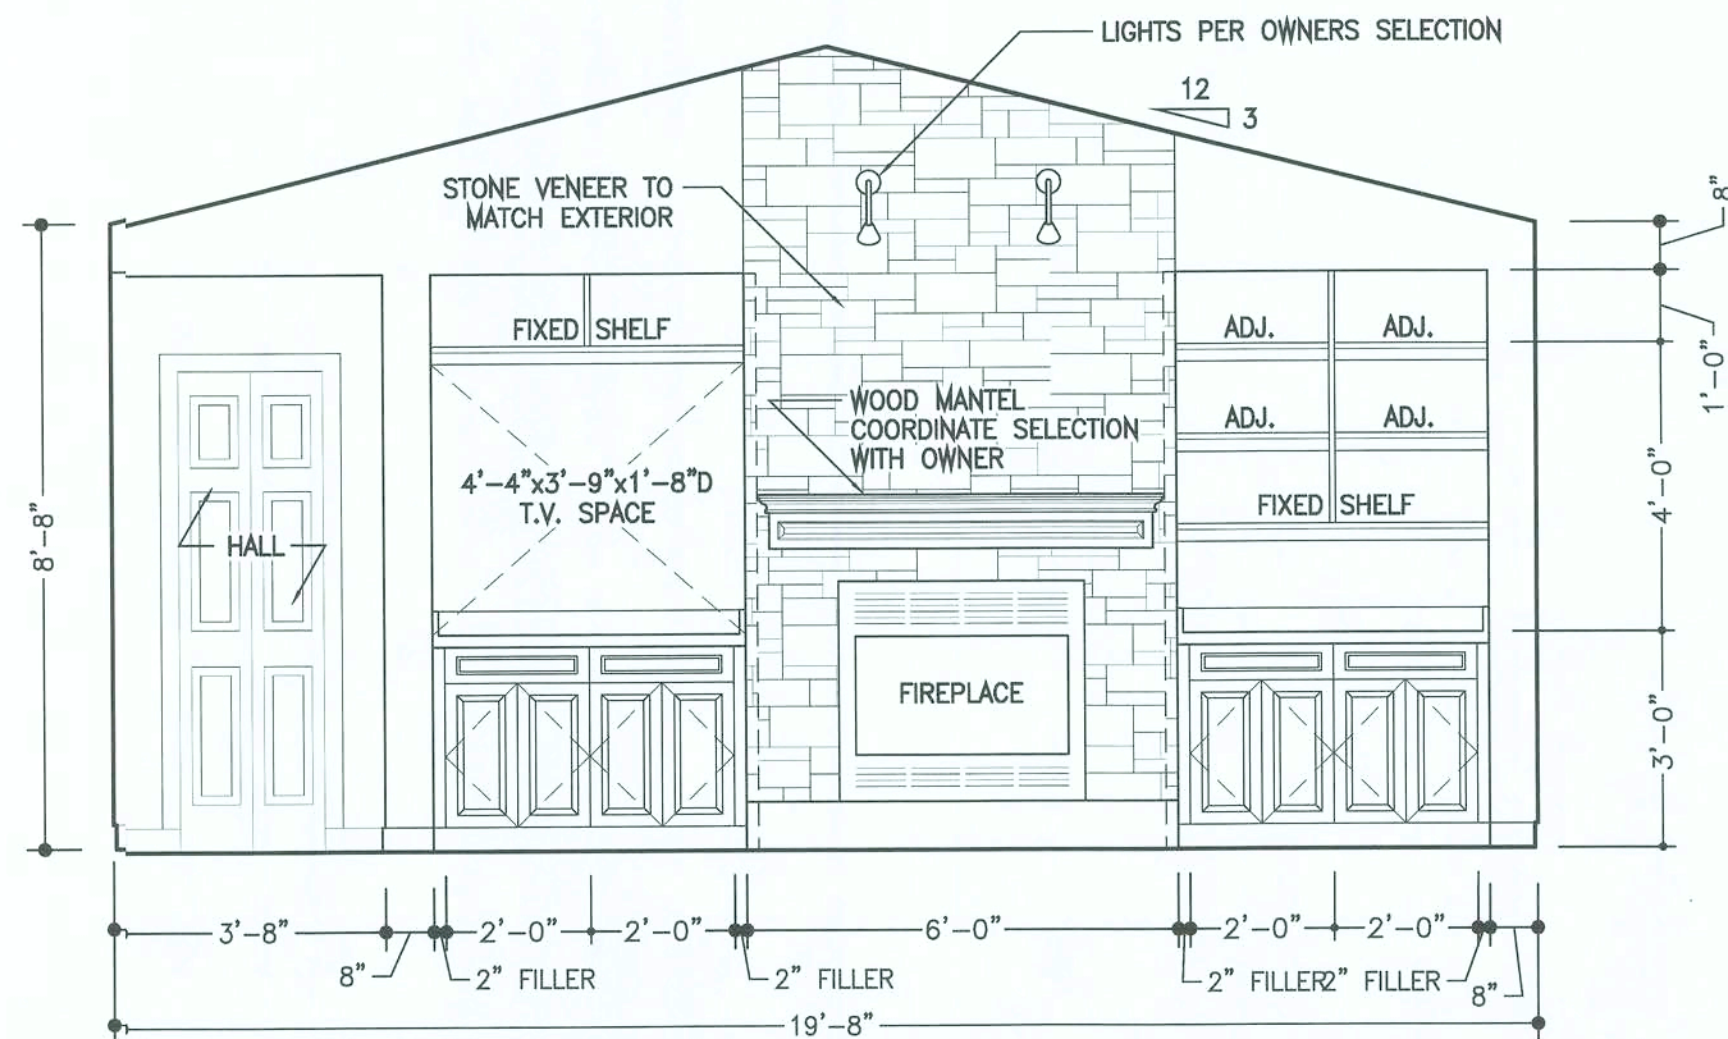 LIGHTS PER OWNERS SELECTION
12
3
STONE VENEER TO
MATCH EXTERIOR
8"
FIXED SHELF
ADJ.
ADJ.
1'-0"
WOOD MANTEL
COORDINATE SELECTION
WITH OWNER
ADJ.
ADJ.
4'-4"x3'-9"x1'-8"D
T.V. SPACE
FIXED SHELF
4'-0"
8'-8"
HALL
FIREPLACE
3'-0"
3'-8"
2'-0"
2'-0"
6'-0"
2'-0"
2'-0"
8"
2" FILLER
2" FILLER
2" FILLER
2" FILLER
8"
19'-8"